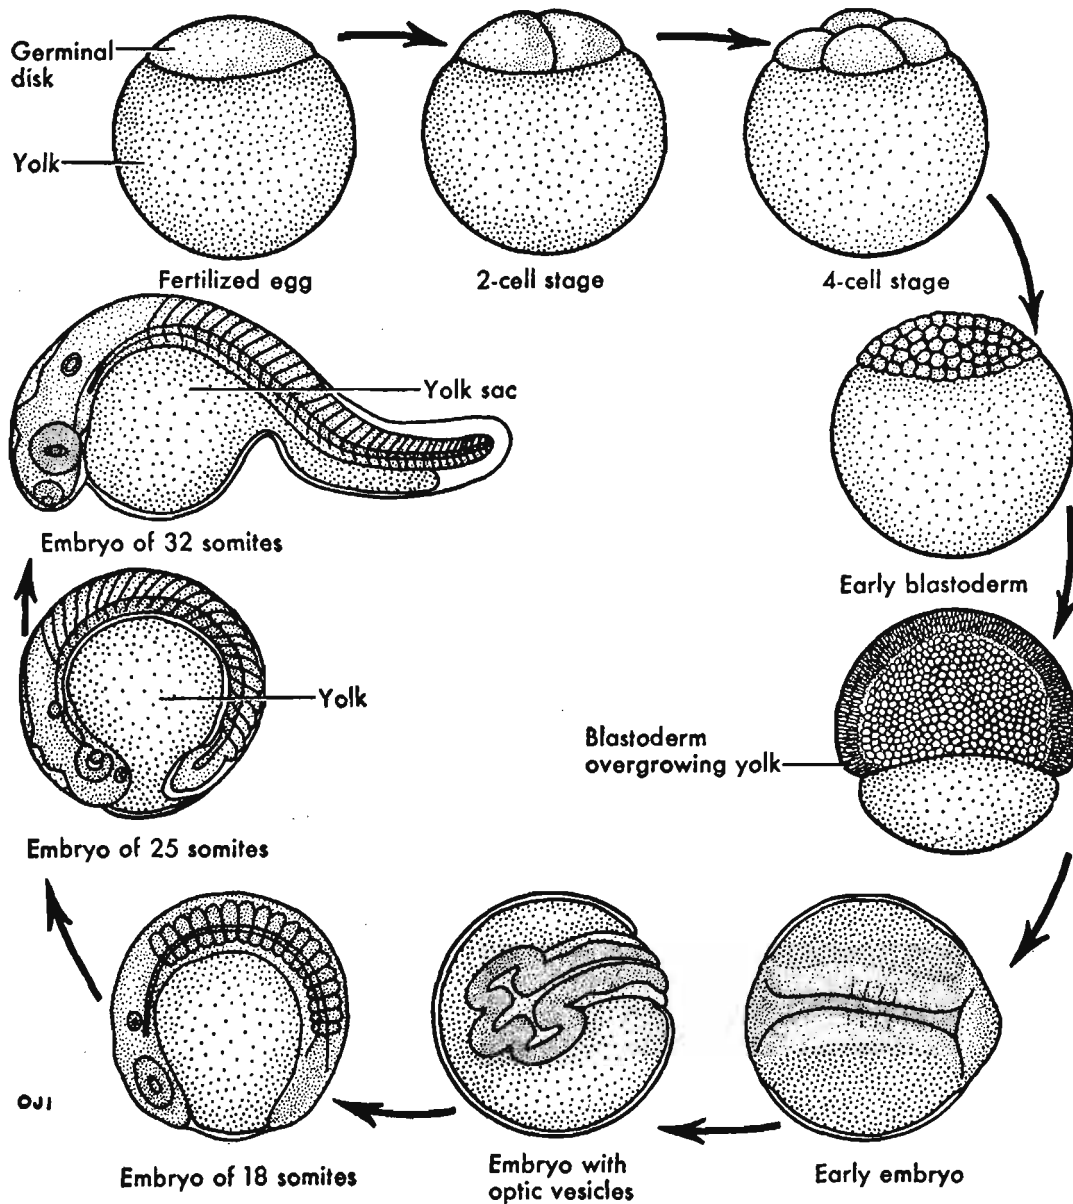 Germinal
disk
Yolk
Fertilized egg
2-cell stage
4-cell stage
Yolk sac
Embryo of 32 somites
Early blastoderm
Yolk
Blastoderm
overgrowing yolk
Embryo of 25 somites
OJI
Embryo of 18 somites
Embryo with
optic vesicles
Early embryo